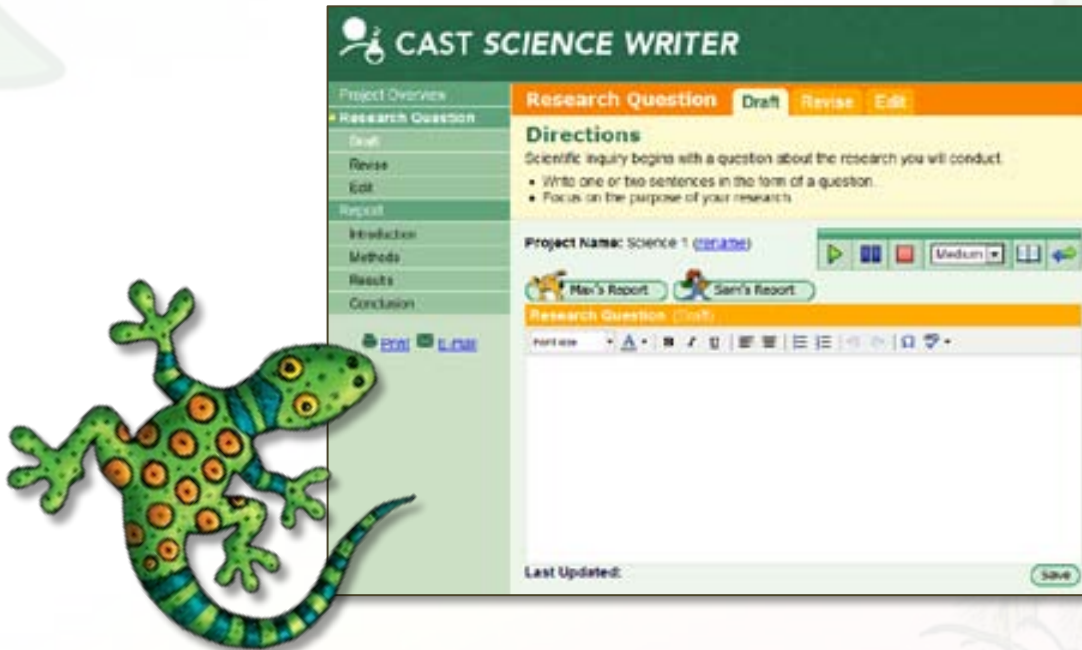 CAST SCIENCE WRITER
Project Overview
Research Question
Draft
Revise
Edit
Report
Introduction
Methods
Results
Conclusion
Print E-mail
Research Question Draft Revise Edit
Directions
Scientific inquiry begins with a question about the research you will conduct.
• Write one or two sentences in the form of a question.
• Focus on the purpose of your research.
Project Name: Science 1 (rename)
Medium
Max's Report Sam's Report
Research Question (Draft)
Font size A B I U Ω
Last Updated:
Save